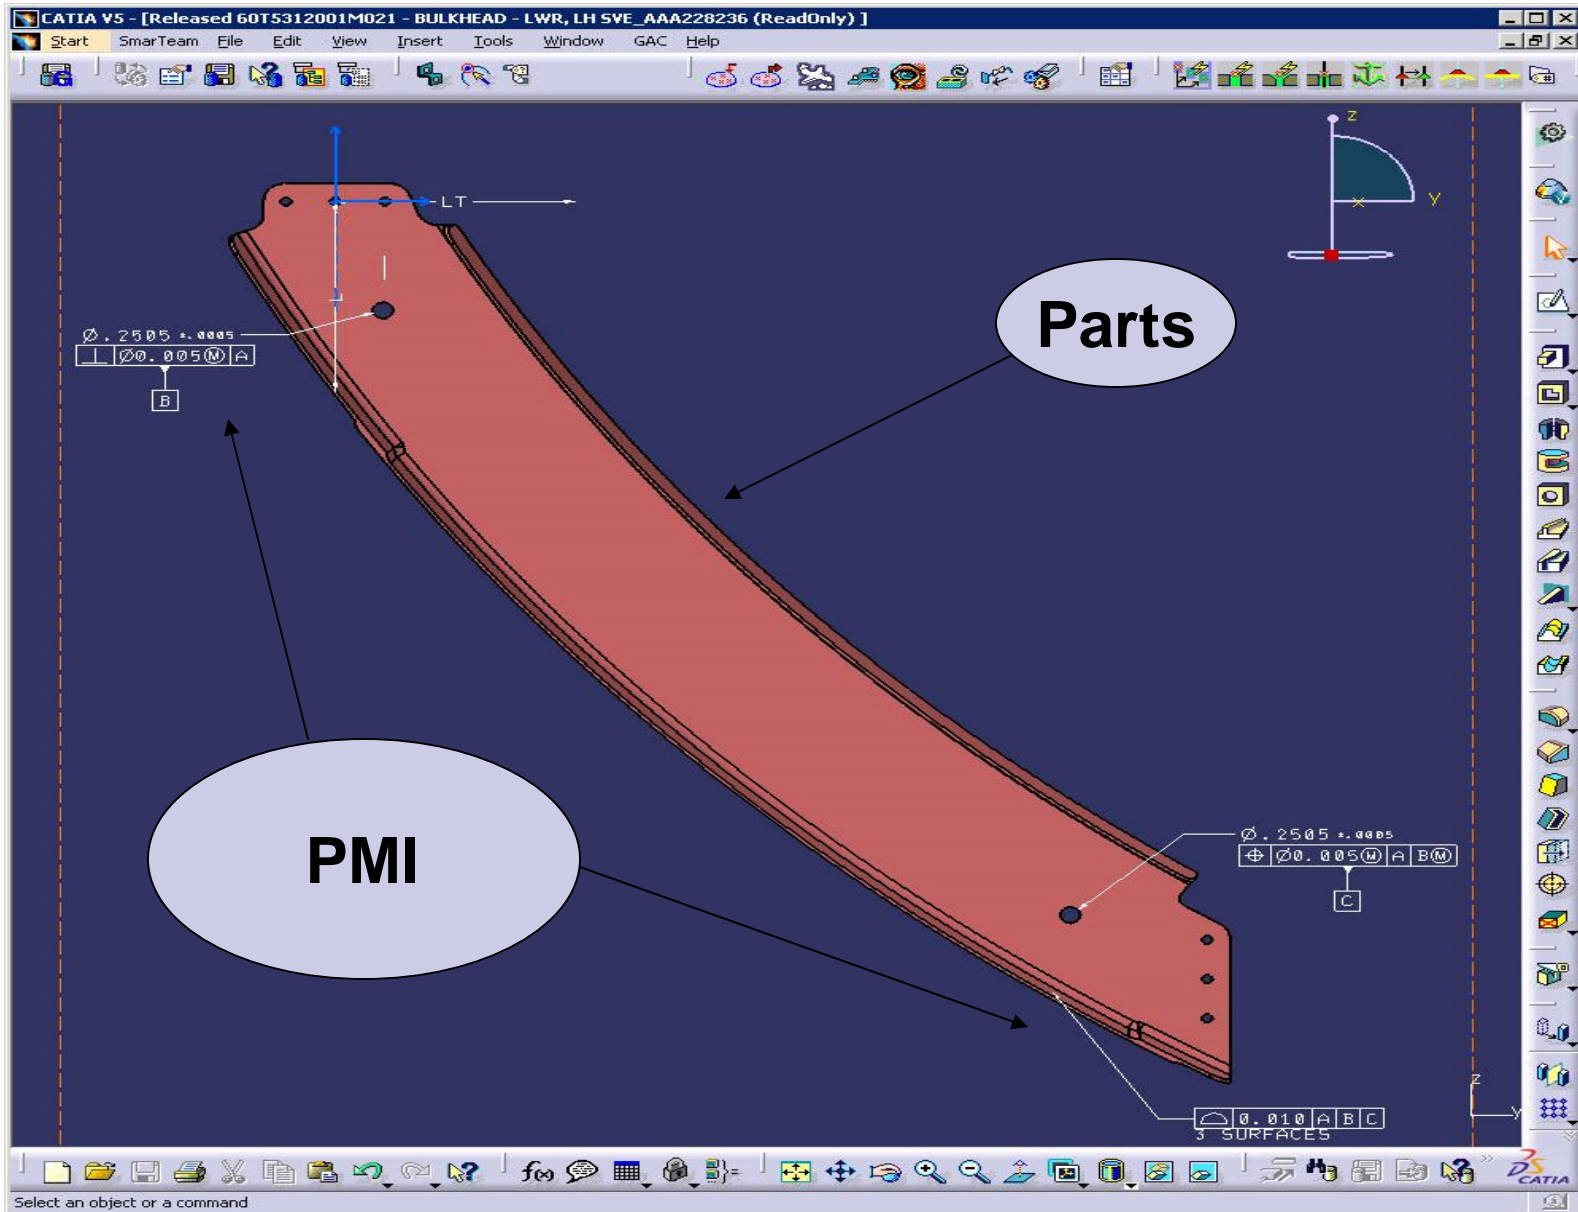 CATIA V5 - [Released 60T5312001M021 - BULKHEAD - LWR, LH SVE_AAA228236 (ReadOnly) ]
Start SmarTeam File Edit View Insert Tools Window GAC Help
Z
LT
X Y
L
Parts
Ø.2505 ±.0005
⊥ Ø0.005Ⓜ A
B
PMI
Ø.2505 ±.0005
⌖ Ø0.005Ⓜ A BⓂ
C
Z
Y
⌓ 0.010 A B C
3 SURFACES
f(x)
CATIA
Select an object or a command